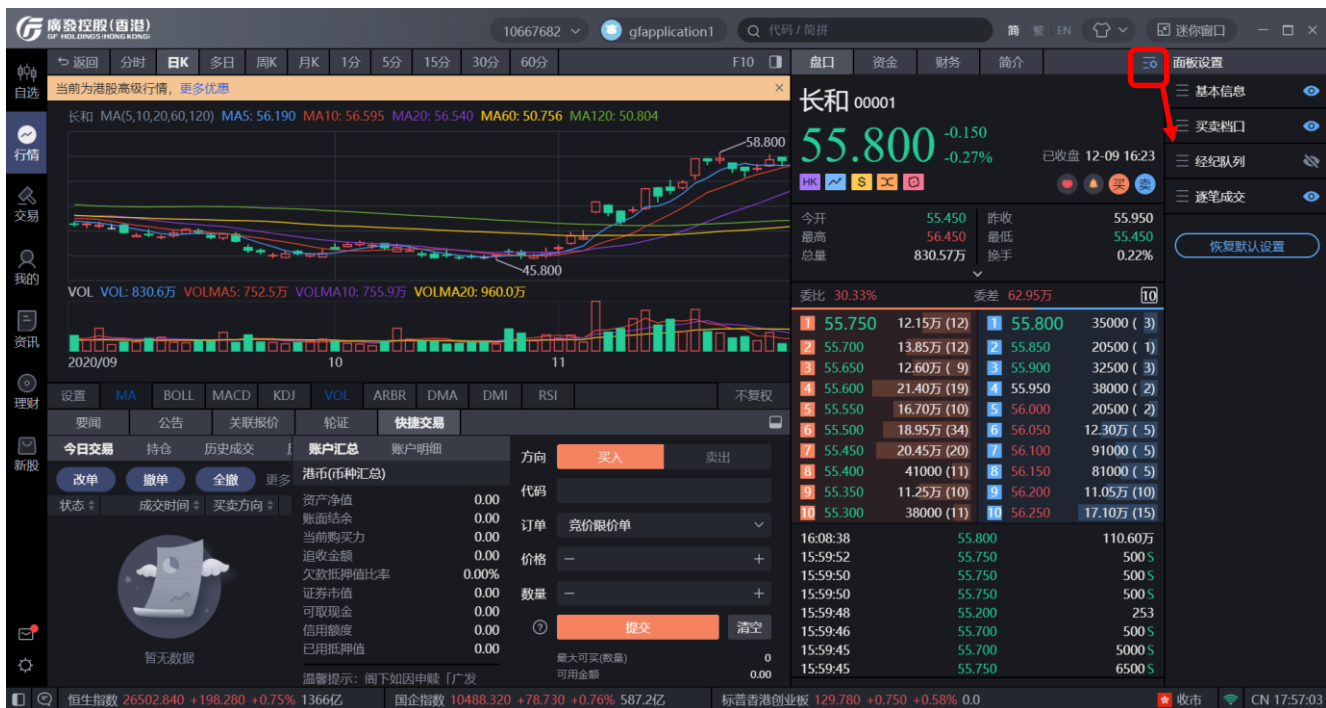 廣發控股(香港)
GF HOLDINGS (HONG KONG)
10667682 gfapplication1 代码/简拼 简 繁 EN 迷你窗口
自选
行情
交易
我的
资讯
理财
新股
返回 分时 日K 多日 周K 月K 1分 5分 15分 30分 60分 F10
当前为港股高级行情，更多优惠
长和 MA(5,10,20,60,120) MA5: 56.190 MA10: 56.595 MA20: 56.540 MA60: 50.756 MA120: 50.804
58.800
45.800
VOL VOL: 830.6万 VOLMA5: 752.5万 VOLMA10: 755.9万 VOLMA20: 960.0万
2020/09 10 11
设置 MA BOLL MACD KDJ VOL ARBR DMA DMI RSI 不复权
要闻 公告 关联报价 轮证 快捷交易
今日交易 持仓 历史成交
改单 撤单 全撤 更多
状态 成交时间 买卖方向
暂无数据
账户汇总 账户明细
港币(币种汇总)
资产净值 0.00
账面结余 0.00
当前购买力 0.00
追收金额 0.00
欠款抵押值比率 0.00%
证券市值 0.00
可取现金 0.00
信用额度 0.00
已用抵押值 0.00
温馨提示：阁下如因申赎「广发
方向 买入 卖出
代码
订单 竞价限价单
价格 − +
数量 − +
? 提交 清空
最大可买(数量) 0
可用金额 0.00
盘口 资金 财务 简介
长和 00001
55.800 -0.150
-0.27% 已收盘 12-09 16:23
HK $ 买 卖
今开 55.450 昨收 55.950
最高 56.450 最低 55.450
总量 830.57万 换手 0.22%
委比 30.33% 委差 62.95万 10
1 55.750 12.15万 (12) 1 55.800 35000 ( 3)
2 55.700 13.85万 (12) 2 55.850 20500 ( 1)
3 55.650 12.60万 ( 9) 3 55.900 32500 ( 3)
4 55.600 21.40万 (19) 4 55.950 38000 ( 2)
5 55.550 16.70万 (10) 5 56.000 20500 ( 2)
6 55.500 18.95万 (34) 6 56.050 12.30万 ( 5)
7 55.450 20.45万 (20) 7 56.100 91000 ( 5)
8 55.400 41000 (11) 8 56.150 81000 ( 5)
9 55.350 11.25万 (10) 9 56.200 11.05万 (10)
10 55.300 38000 (11) 10 56.250 17.10万 (15)
16:08:38 55.800 110.60万
15:59:52 55.750 500 S
15:59:50 55.750 500 S
15:59:50 55.750 500 S
15:59:48 55.200 253
15:59:46 55.700 500 S
15:59:45 55.700 5000 S
15:59:45 55.750 6500 S
面板设置
基本信息
买卖档口
经纪队列
逐笔成交
恢复默认设置
恒生指数 26502.840 +198.280 +0.75% 1366亿 国企指数 10488.320 +78.730 +0.76% 587.2亿 标普香港创业板 129.780 +0.750 +0.58% 0.0 收市 CN 17:57:03